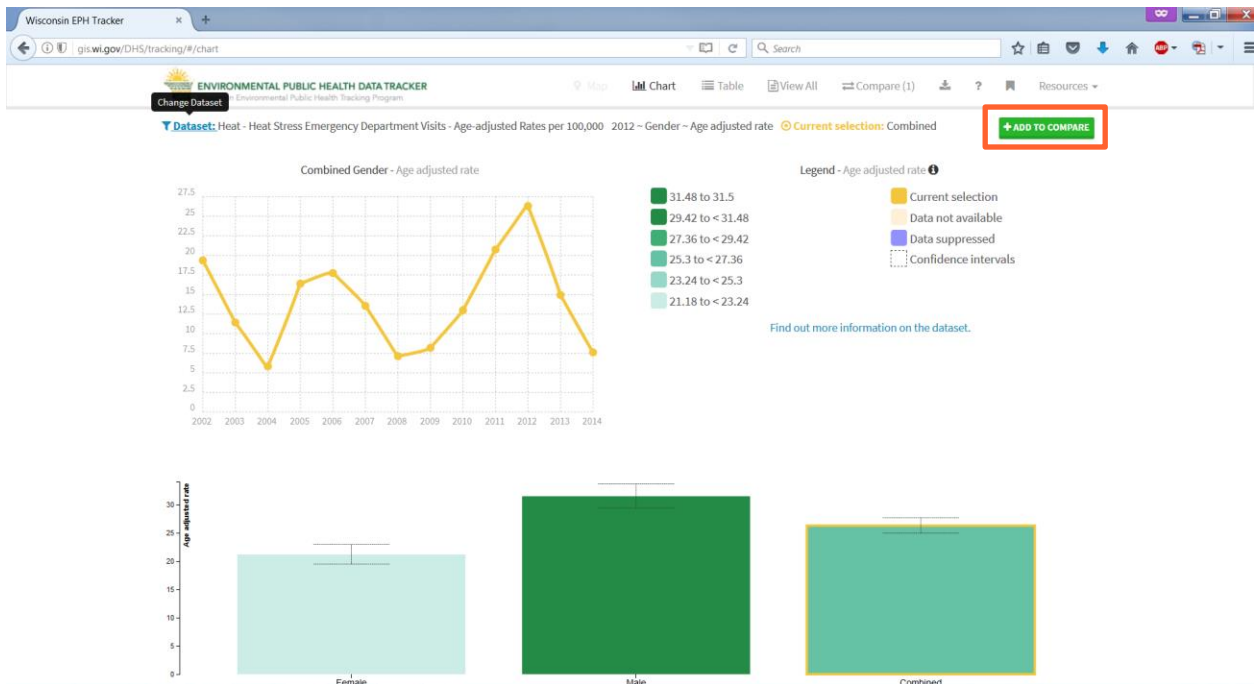 Wisconsin EPH Tracker × +
gis.wi.gov/DHS/tracking/#/chart Search ABP
ENVIRONMENTAL PUBLIC HEALTH DATA TRACKER Map Chart Table View All Compare (1) ? Resources
Environmental Public Health Tracking Program
Change Dataset
Dataset: Heat - Heat Stress Emergency Department Visits - Age-adjusted Rates per 100,000 2012 ~ Gender ~ Age adjusted rate Current selection: Combined + ADD TO COMPARE
Combined Gender - Age adjusted rate
27.5
25
22.5
20
17.5
15
12.5
10
7.5
5
2.5
0
2002 2003 2004 2005 2006 2007 2008 2009 2010 2011 2012 2013 2014
Legend - Age adjusted rate
31.48 to 31.5 Current selection
29.42 to < 31.48 Data not available
27.36 to < 29.42 Data suppressed
25.3 to < 27.36 Confidence intervals
23.24 to < 25.3
21.18 to < 23.24
Find out more information on the dataset.
Age adjusted rate
30
25
20
15
10
5
0
Female Male Combined